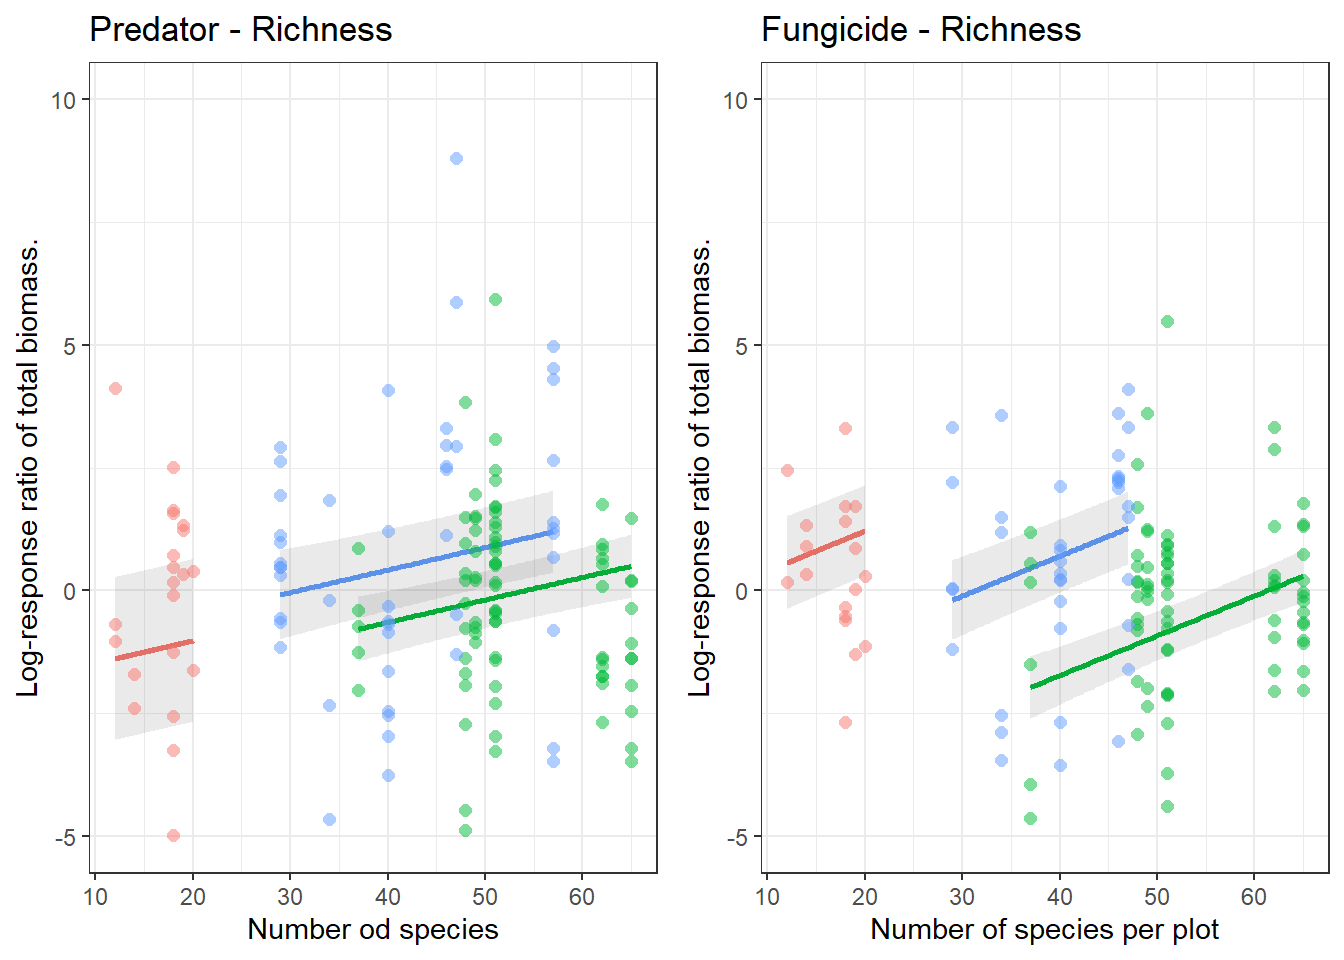 Predator - Richness
Log-response ratio of total biomass.
10
5
0
-5
10 20 30 40 50 60
Number od species
Fungicide - Richness
Log-response ratio of total biomass.
10
5
0
-5
10 20 30 40 50 60
Number of species per plot